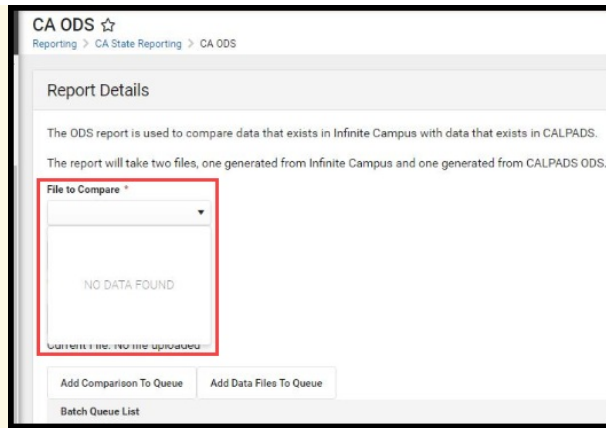 CA ODS
Reporting > CA State Reporting > CA ODS
Report Details
The ODS report is used to compare data that exists in Infinite Campus with data that exists in CALPADS.
The report will take two files, one generated from Infinite Campus and one generated from CALPADS ODS.
File to Compare *
NO DATA FOUND
Current File: No file uploaded
Add Comparison To Queue Add Data Files To Queue
Batch Queue List